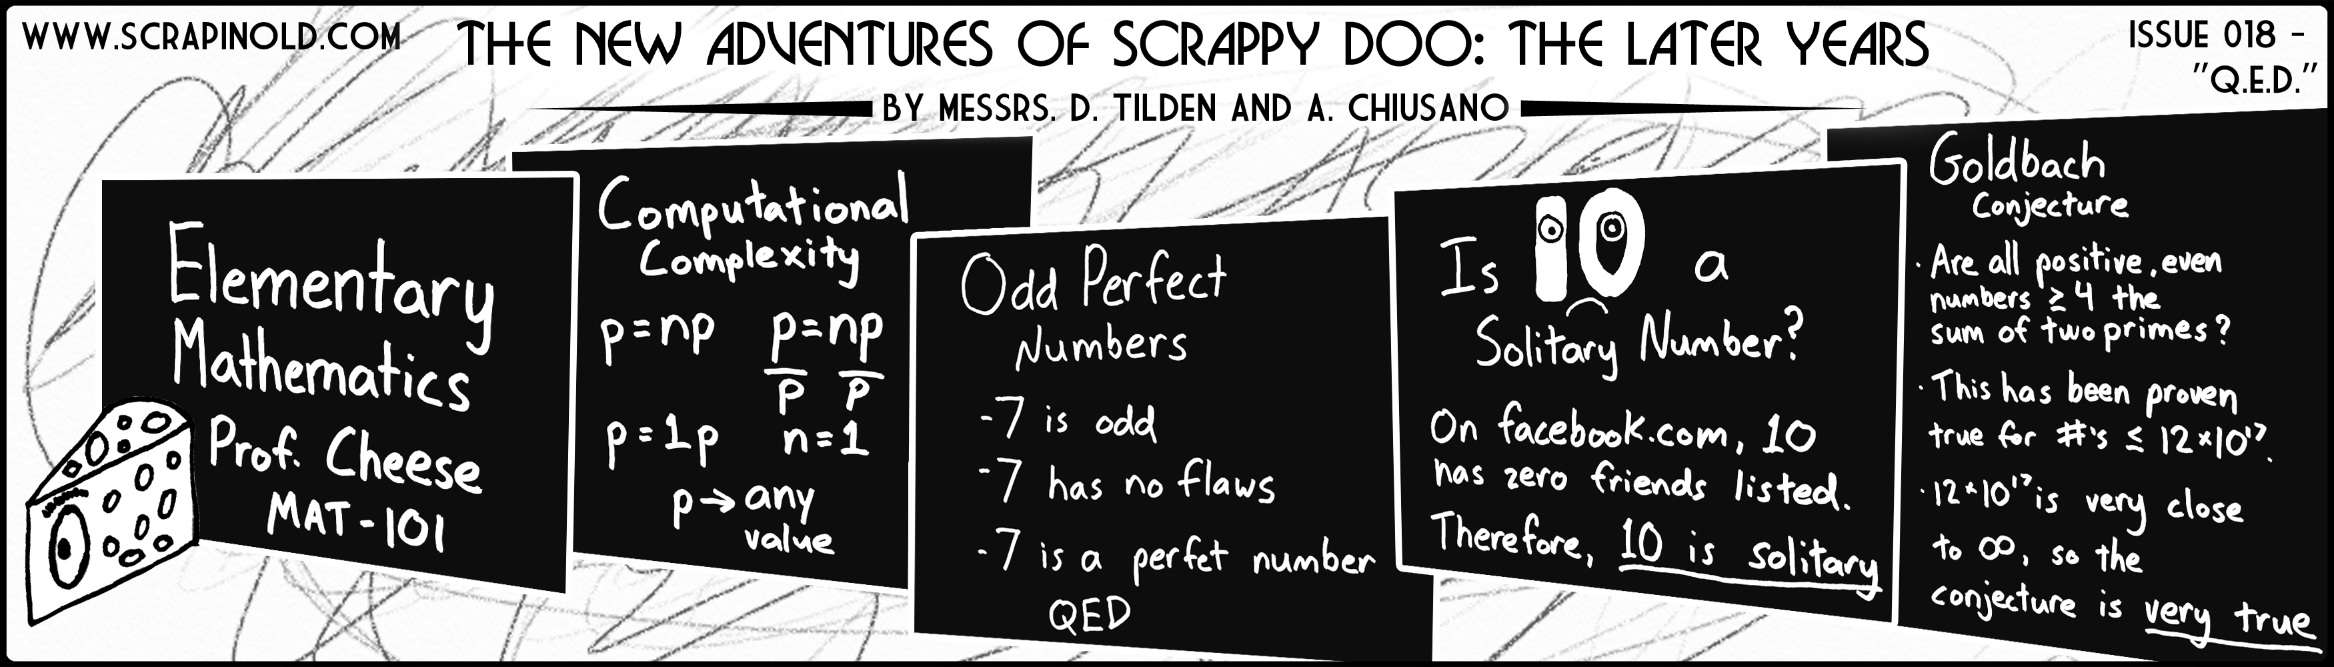 WWW.SCRAPINOLD.COM
THE NEW ADVENTURES OF SCRAPPY DOO: THE LATER YEARS
ISSUE 018 -
"Q.E.D."
BY MESSRS. D. TILDEN AND A. CHIUSANO
Elementary
Mathematics
Prof. Cheese
MAT-101
Computational
Complexity
p=np p=np
p p
p=1p n=1
p→any
value
Odd Perfect
Numbers
-7 is odd
-7 has no flaws
-7 is a perfet number
QED
Is 10 a
Solitary Number?
On facebook.com, 10
has zero friends listed.
Therefore, 10 is solitary
Goldbach
Conjecture
· Are all positive, even
numbers ≥4 the
sum of two primes?
· This has been proven
true for #'s ≤ 12*10¹⁷.
· 12*10¹⁷ is very close
to ∞, so the
conjecture is very true